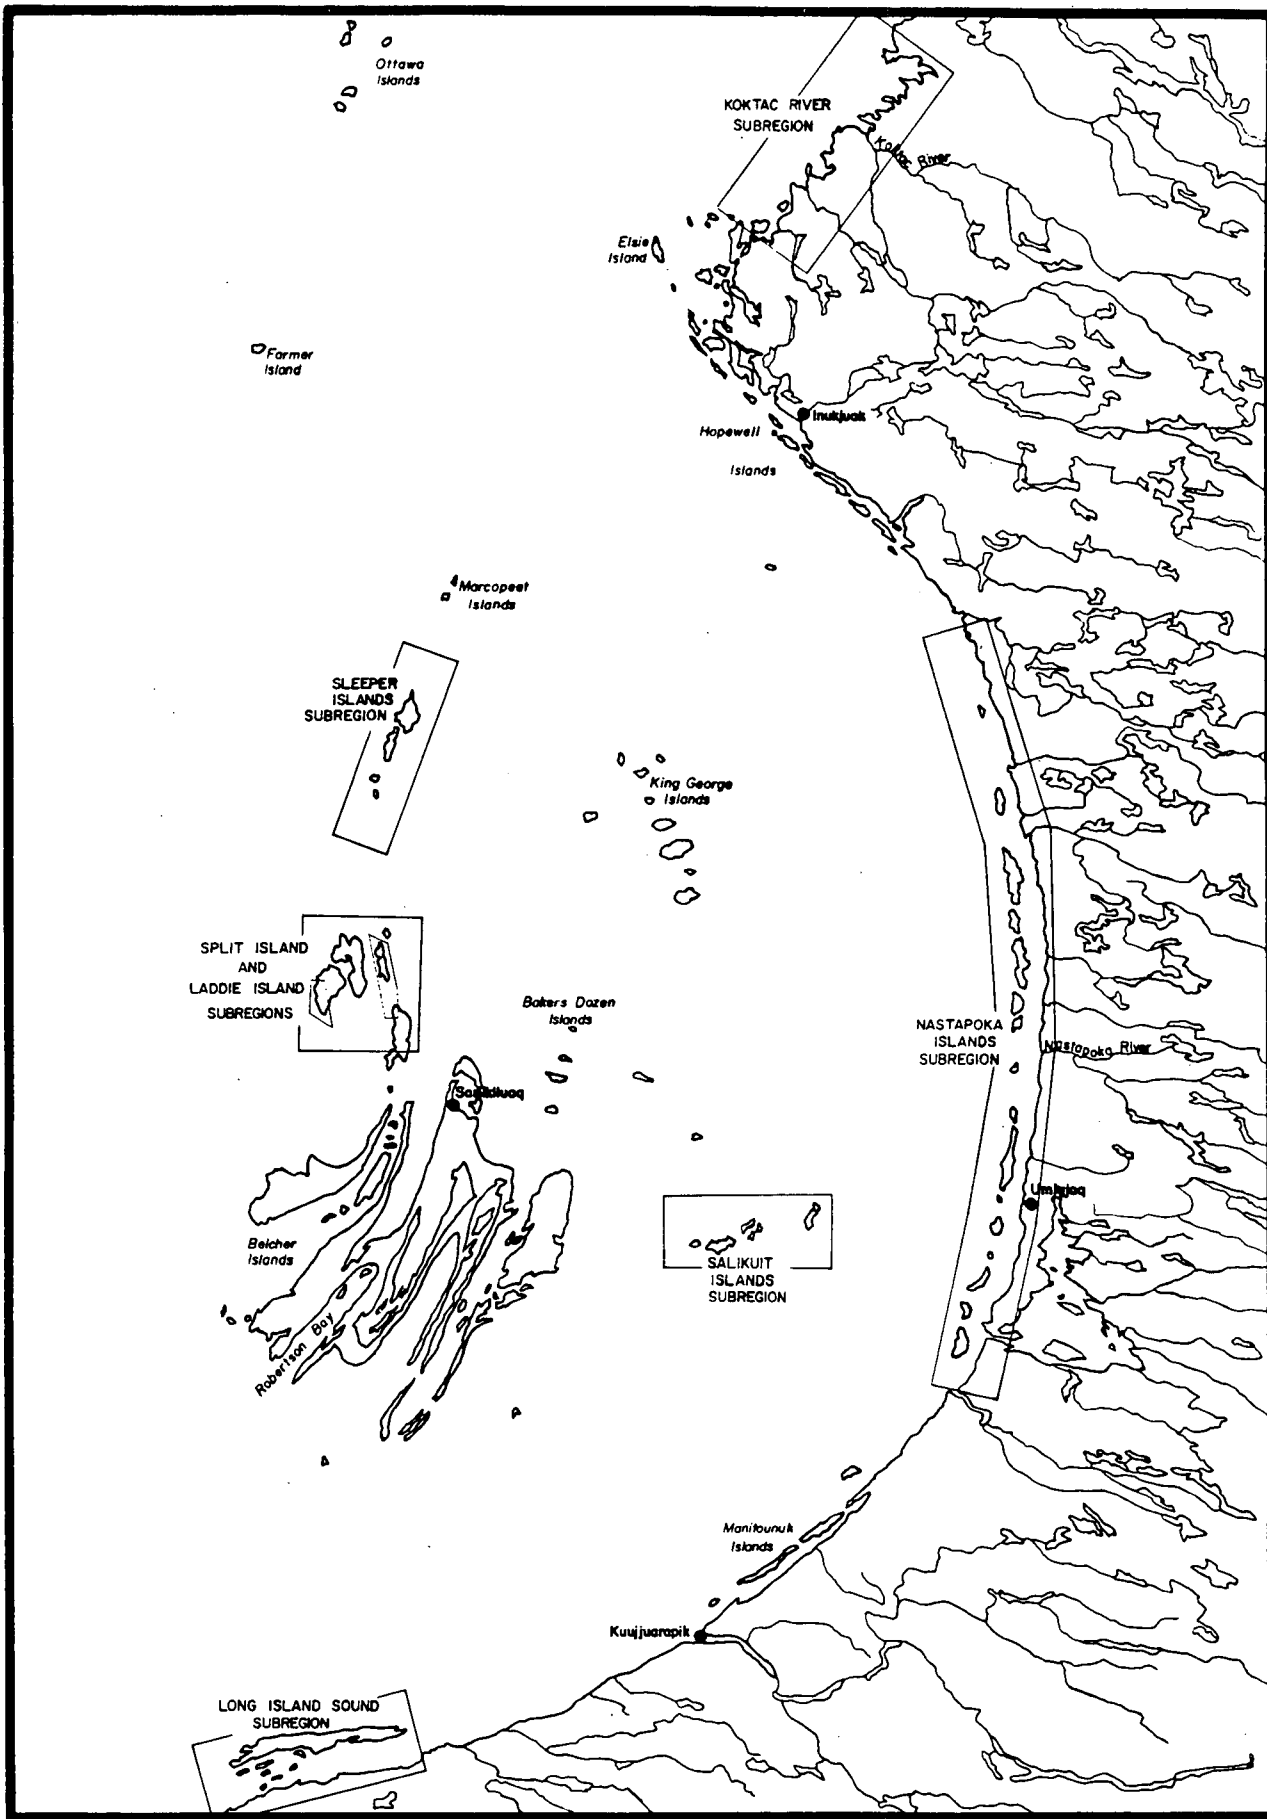 Ottawa
Islands
KOKTAC RIVER
SUBREGION
Koktac River
Elsie
Island
Farmer
Island
Inukjuak
Hopewell
Islands
Marcopeet
Islands
SLEEPER
ISLANDS
SUBREGION
King George
Islands
SPLIT ISLAND
AND
LADDIE ISLAND
SUBREGIONS
Bakers Dozen
Islands
NASTAPOKA
ISLANDS
SUBREGION
Nastapoka River
Sanikiluaq
Umiujaq
Belcher
Islands
SALIKUIT
ISLANDS
SUBREGION
Robertson Bay
Manitounuk
Islands
Kuujjuarapik
LONG ISLAND SOUND
SUBREGION